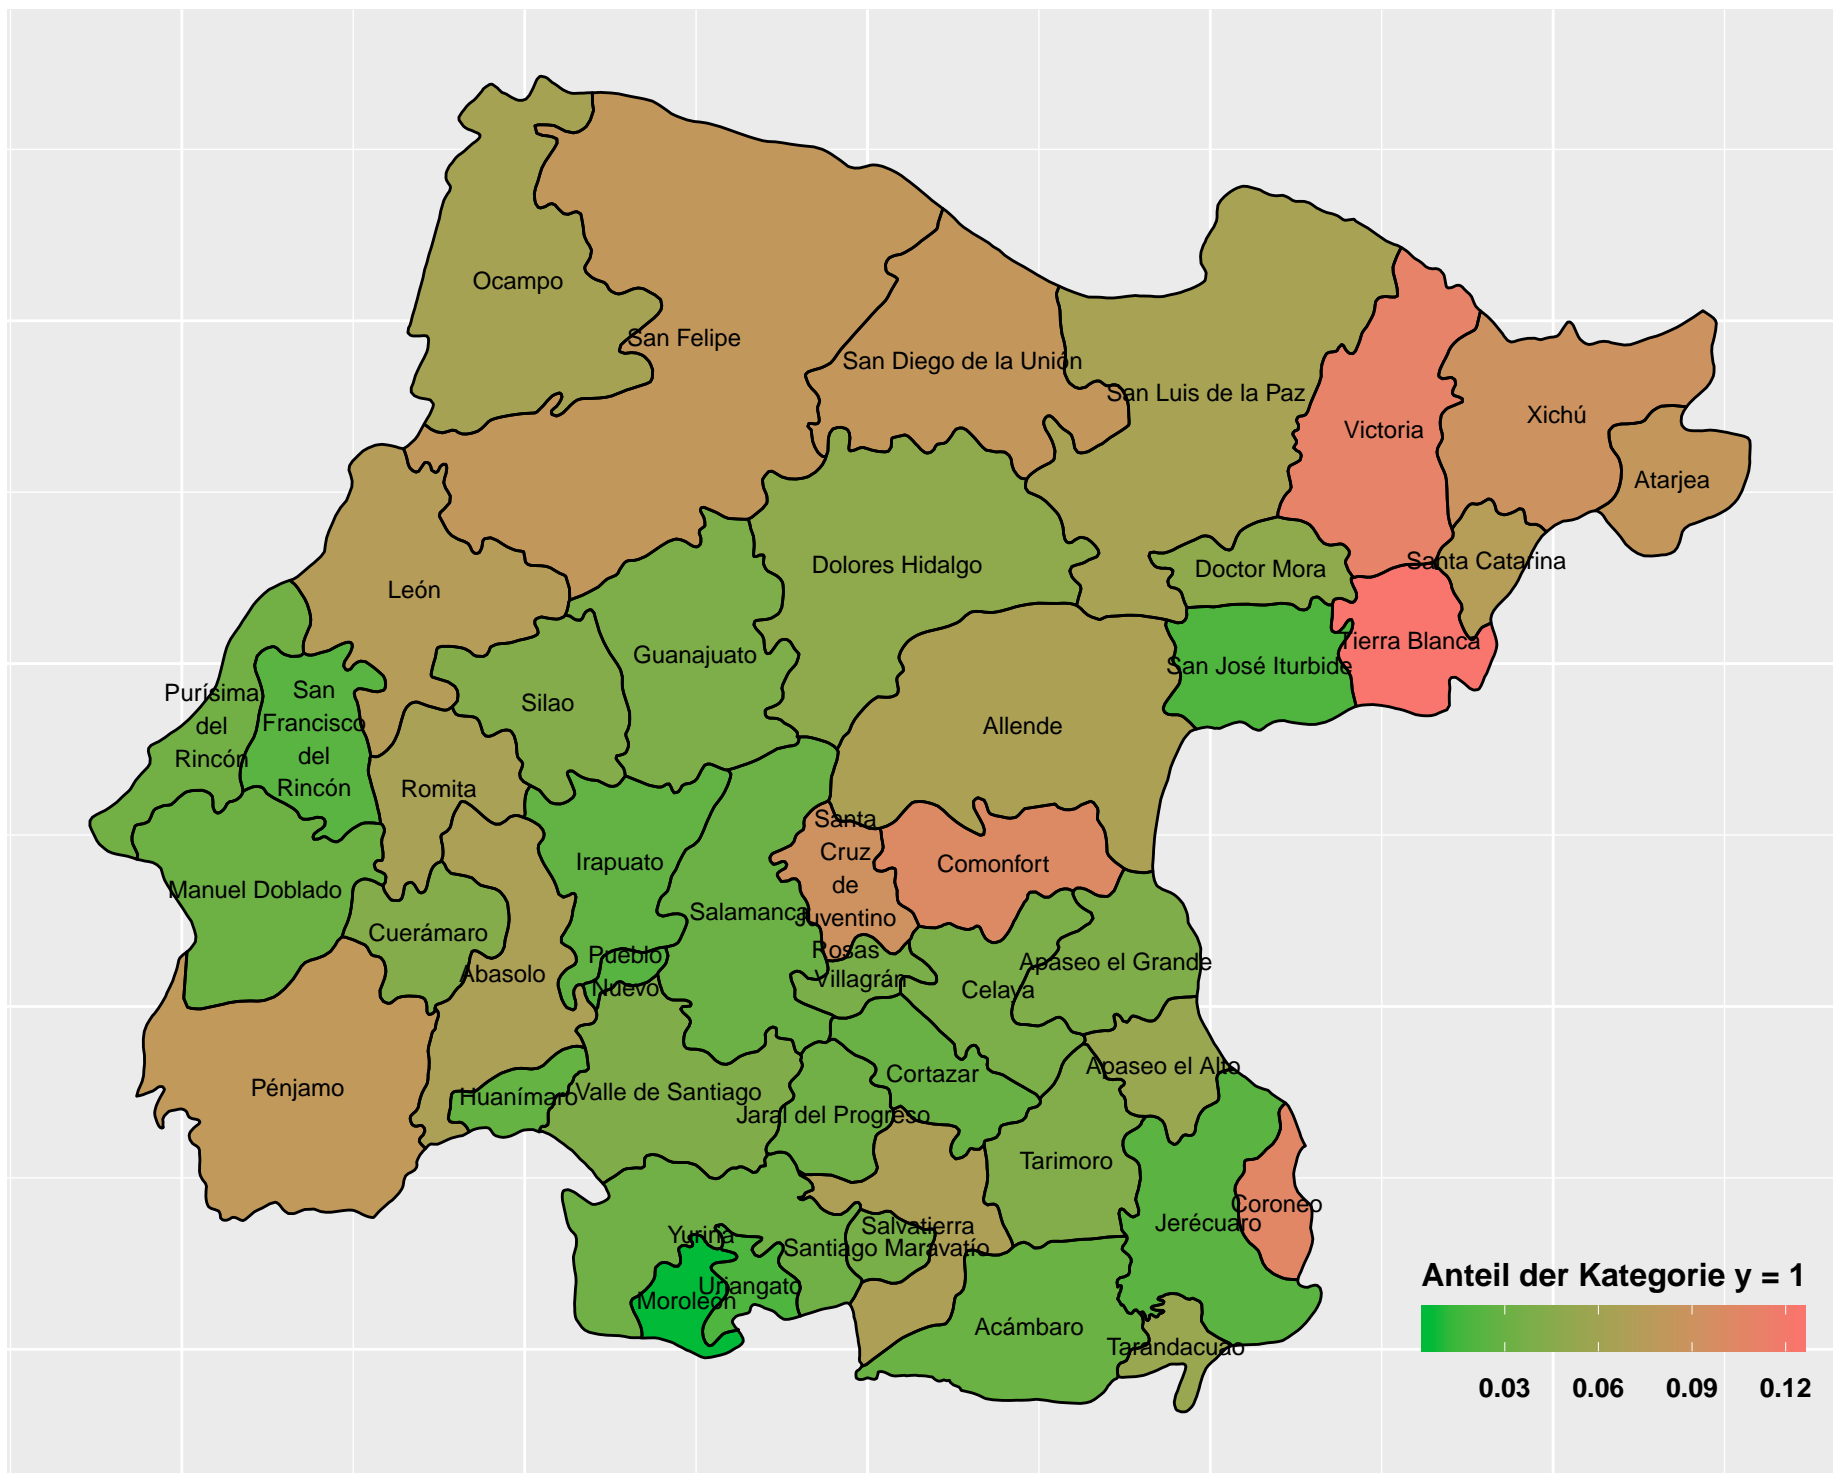 Ocampo
San Felipe
San Diego de la Unión
San Luis de la Paz
Victoria
Xichú
Atarjea
Santa Catarina
Dolores Hidalgo
Doctor Mora
León
Tierra Blanca
San José Iturbide
Guanajuato
Purísima
del
Rincón
San
Francisco
del
Rincón
Silao
Allende
Romita
Santa
Cruz
de
Juventino
Rosas
Comonfort
Irapuato
Manuel Doblado
Salamanca
Cuerámaro
Pueblo
Nuevo
Abasolo
Villagrán
Apaseo el Grande
Celaya
Apaseo el Alto
Cortazar
Pénjamo
Huanímaro
Valle de Santiago
Jaral del Progreso
Tarimoro
Coroneo
Jerécuaro
Salvatierra
Yuriria
Santiago Maravatío
Uriangato
Moroleón
Acámbaro
Tarandacuao
Anteil der Kategorie y = 1
0.03 0.06 0.09 0.12